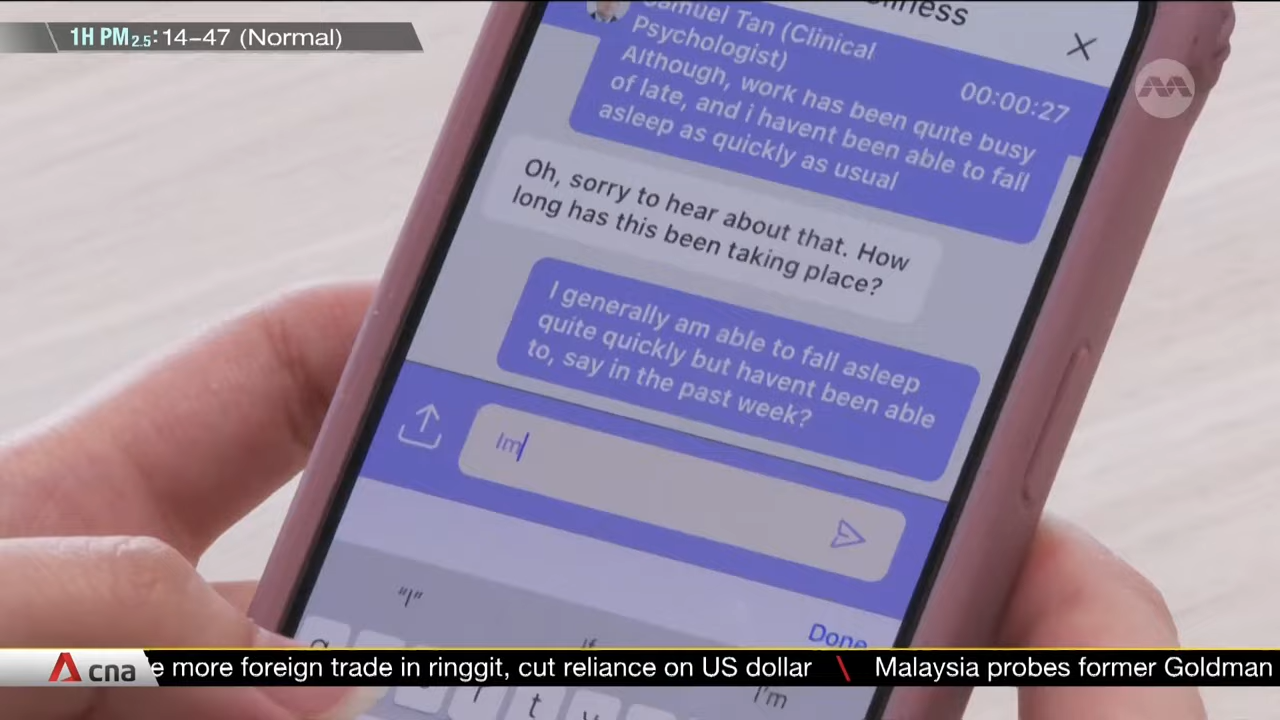 1H PM2.5: 14–47 (Normal)
Samuel Tan (Clinical
Psychologist)
00:00:27
Although, work has been quite busy
of late, and i havent been able to fall
asleep as quickly as usual
Oh, sorry to hear about that. How
long has this been taking place?
I generally am able to fall asleep
quite quickly but havent been able
to, say in the past week?
Im
Done
"I"
If
I'm
r t y
cna
e more foreign trade in ringgit, cut reliance on US dollar \ Malaysia probes former Goldman